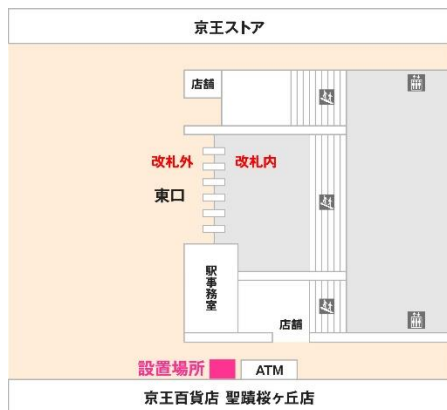 京王ストア
店舗
改札外
改札内
東口
駅事務室
店舗
設置場所
ATM
京王百貨店 聖蹟桜ヶ丘店